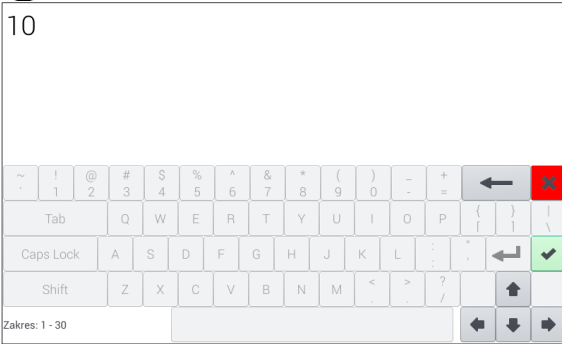 10
~ ! @ # $ % ^ & * ( ) _ +
` 1 2 3 4 5 6 7 8 9 0 - =
Tab Q W E R T Y U I O P { } |
[ ] \
Caps Lock A S D F G H J K L : "
; '
Shift Z X C V B N M < > ?
, . /
Zakres: 1 - 30